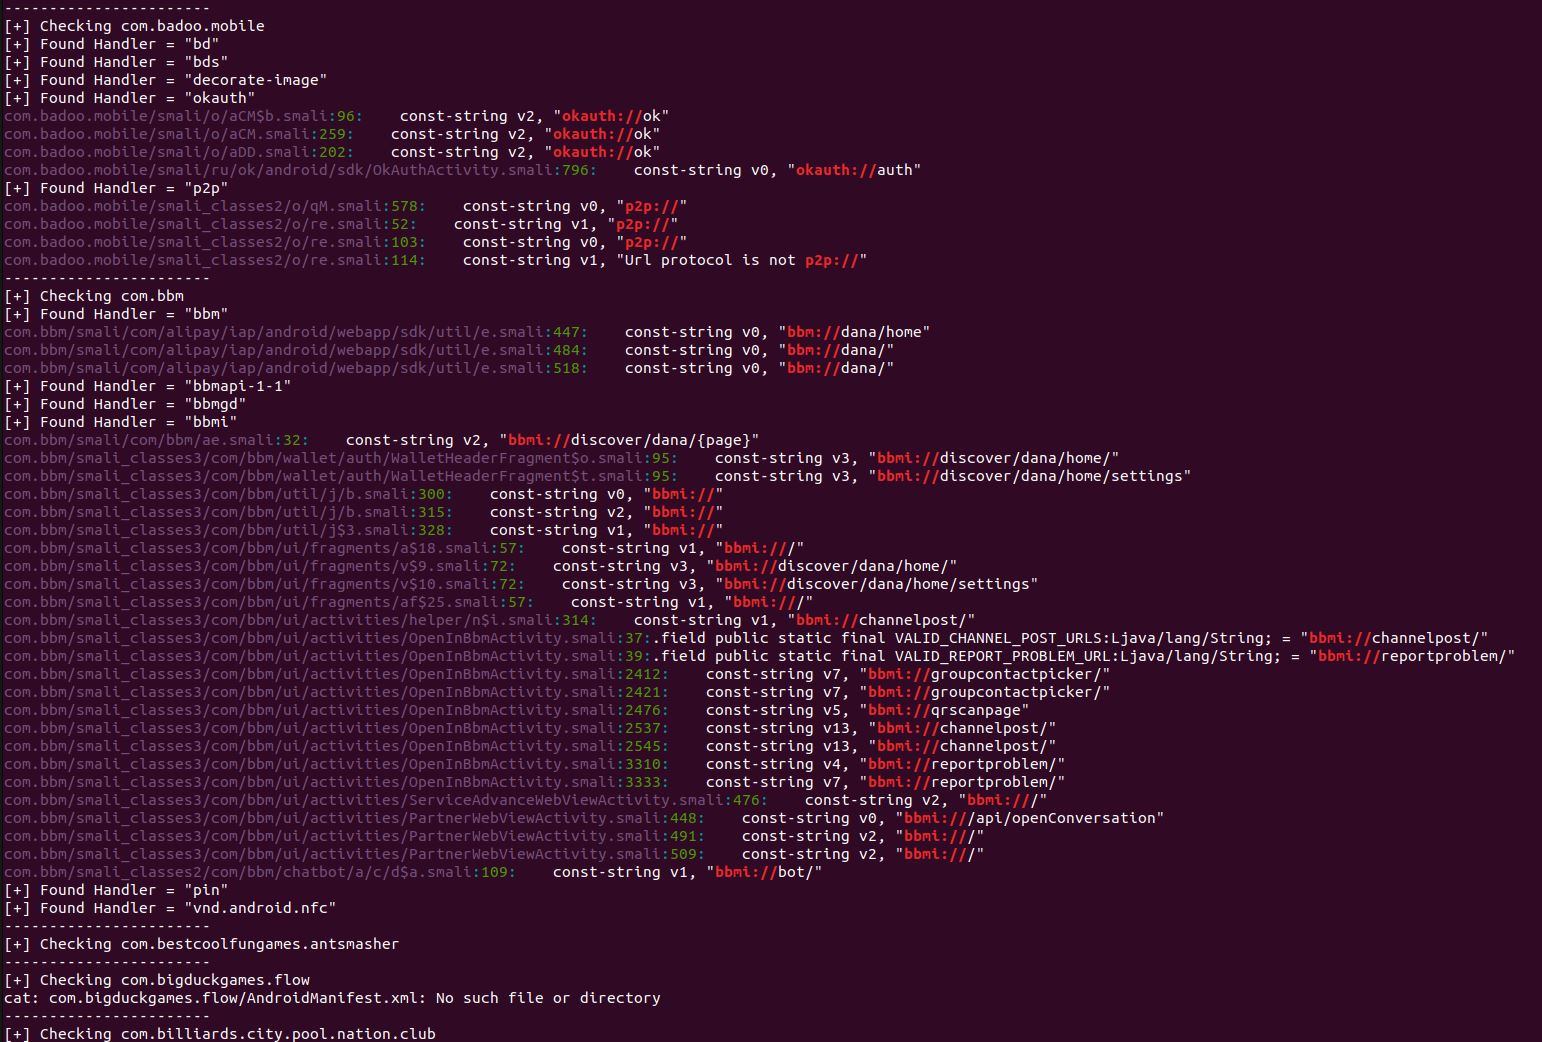 -----------------------
[+] Checking com.badoo.mobile
[+] Found Handler = "bd"
[+] Found Handler = "bds"
[+] Found Handler = "decorate-image"
[+] Found Handler = "okauth"
com.badoo.mobile/smali/o/aCM$b.smali:96:    const-string v2, "okauth://ok"
com.badoo.mobile/smali/o/aCM.smali:259:    const-string v2, "okauth://ok"
com.badoo.mobile/smali/o/aDD.smali:202:    const-string v2, "okauth://ok"
com.badoo.mobile/smali/ru/ok/android/sdk/OkAuthActivity.smali:796:    const-string v0, "okauth://auth"
[+] Found Handler = "p2p"
com.badoo.mobile/smali_classes2/o/qM.smali:578:    const-string v0, "p2p://"
com.badoo.mobile/smali_classes2/o/re.smali:52:    const-string v1, "p2p://"
com.badoo.mobile/smali_classes2/o/re.smali:103:    const-string v0, "p2p://"
com.badoo.mobile/smali_classes2/o/re.smali:114:    const-string v1, "Url protocol is not p2p://"
-----------------------
[+] Checking com.bbm
[+] Found Handler = "bbm"
com.bbm/smali/com/alipay/iap/android/webapp/sdk/util/e.smali:447:    const-string v0, "bbm://dana/home"
com.bbm/smali/com/alipay/iap/android/webapp/sdk/util/e.smali:484:    const-string v0, "bbm://dana/"
com.bbm/smali/com/alipay/iap/android/webapp/sdk/util/e.smali:518:    const-string v0, "bbm://dana/"
[+] Found Handler = "bbmapi-1-1"
[+] Found Handler = "bbmgd"
[+] Found Handler = "bbmi"
com.bbm/smali/com/bbm/ae.smali:32:    const-string v2, "bbmi://discover/dana/{page}"
com.bbm/smali_classes3/com/bbm/wallet/auth/WalletHeaderFragment$o.smali:95:    const-string v3, "bbmi://discover/dana/home/"
com.bbm/smali_classes3/com/bbm/wallet/auth/WalletHeaderFragment$t.smali:95:    const-string v3, "bbmi://discover/dana/home/settings"
com.bbm/smali_classes3/com/bbm/util/j/b.smali:300:    const-string v0, "bbmi://"
com.bbm/smali_classes3/com/bbm/util/j/b.smali:315:    const-string v2, "bbmi://"
com.bbm/smali_classes3/com/bbm/util/j$3.smali:328:    const-string v1, "bbmi://"
com.bbm/smali_classes3/com/bbm/ui/fragments/a$18.smali:57:    const-string v1, "bbmi:///"
com.bbm/smali_classes3/com/bbm/ui/fragments/v$9.smali:72:    const-string v3, "bbmi://discover/dana/home/"
com.bbm/smali_classes3/com/bbm/ui/fragments/v$10.smali:72:    const-string v3, "bbmi://discover/dana/home/settings"
com.bbm/smali_classes3/com/bbm/ui/fragments/af$25.smali:57:    const-string v1, "bbmi:///"
com.bbm/smali_classes3/com/bbm/ui/activities/helper/n$i.smali:314:    const-string v1, "bbmi://channelpost/"
com.bbm/smali_classes3/com/bbm/ui/activities/OpenInBbmActivity.smali:37:.field public static final VALID_CHANNEL_POST_URLS:Ljava/lang/String; = "bbmi://channelpost/"
com.bbm/smali_classes3/com/bbm/ui/activities/OpenInBbmActivity.smali:39:.field public static final VALID_REPORT_PROBLEM_URL:Ljava/lang/String; = "bbmi://reportproblem/"
com.bbm/smali_classes3/com/bbm/ui/activities/OpenInBbmActivity.smali:2412:    const-string v7, "bbmi://groupcontactpicker/"
com.bbm/smali_classes3/com/bbm/ui/activities/OpenInBbmActivity.smali:2421:    const-string v7, "bbmi://groupcontactpicker/"
com.bbm/smali_classes3/com/bbm/ui/activities/OpenInBbmActivity.smali:2476:    const-string v5, "bbmi://qrscanpage"
com.bbm/smali_classes3/com/bbm/ui/activities/OpenInBbmActivity.smali:2537:    const-string v13, "bbmi://channelpost/"
com.bbm/smali_classes3/com/bbm/ui/activities/OpenInBbmActivity.smali:2545:    const-string v13, "bbmi://channelpost/"
com.bbm/smali_classes3/com/bbm/ui/activities/OpenInBbmActivity.smali:3310:    const-string v4, "bbmi://reportproblem/"
com.bbm/smali_classes3/com/bbm/ui/activities/OpenInBbmActivity.smali:3333:    const-string v7, "bbmi://reportproblem/"
com.bbm/smali_classes3/com/bbm/ui/activities/ServiceAdvanceWebViewActivity.smali:476:    const-string v2, "bbmi:///"
com.bbm/smali_classes3/com/bbm/ui/activities/PartnerWebViewActivity.smali:448:    const-string v0, "bbmi:///api/openConversation"
com.bbm/smali_classes3/com/bbm/ui/activities/PartnerWebViewActivity.smali:491:    const-string v2, "bbmi:///"
com.bbm/smali_classes3/com/bbm/ui/activities/PartnerWebViewActivity.smali:509:    const-string v2, "bbmi:///"
com.bbm/smali_classes2/com/bbm/chatbot/a/c/d$a.smali:109:    const-string v1, "bbmi://bot/"
[+] Found Handler = "pin"
[+] Found Handler = "vnd.android.nfc"
-----------------------
[+] Checking com.bestcoolfungames.antsmasher
-----------------------
[+] Checking com.bigduckgames.flow
cat: com.bigduckgames.flow/AndroidManifest.xml: No such file or directory
-----------------------
[+] Checking com.billiards.city.pool.nation.club